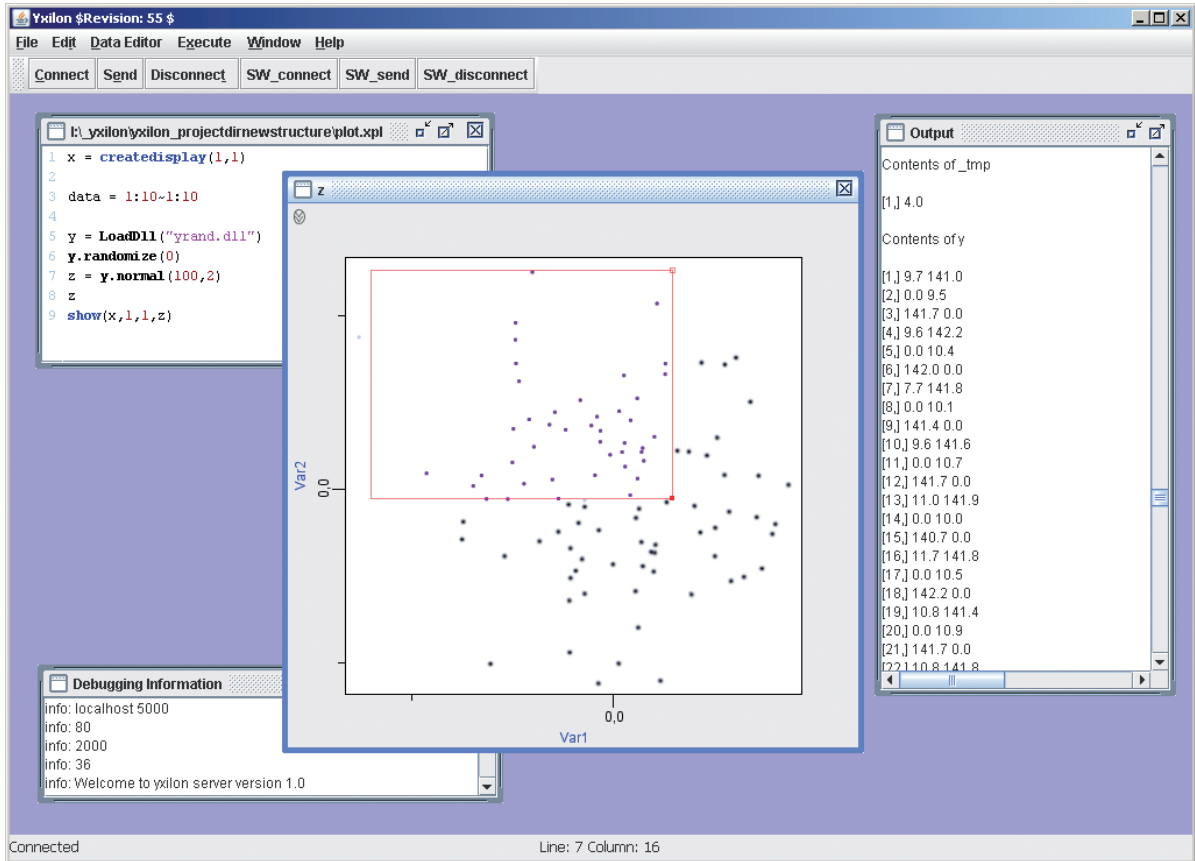 Yxilon $Revision: 55 $
File Edit Data Editor Execute Window Help
Connect Send Disconnect SW_connect SW_send SW_disconnect
I:\_yxilon\yxilon_projectdirnewstructure\plot.xpl
1 x = createdisplay(1,1)
2
3 data = 1:10~1:10
4
5 y = LoadDll("yrand.dll")
6 y.randomize(0)
7 z = y.normal(100,2)
8 z
9 show(x,1,1,z)
z
Var2
0,0
0,0
Var1
Output
Contents of _tmp
[1,] 4.0
Contents of y
[1,] 9.7 141.0
[2,] 0.0 9.5
[3,] 141.7 0.0
[4,] 9.6 142.2
[5,] 0.0 10.4
[6,] 142.0 0.0
[7,] 7.7 141.8
[8,] 0.0 10.1
[9,] 141.4 0.0
[10,] 9.6 141.6
[11,] 0.0 10.7
[12,] 141.7 0.0
[13,] 11.0 141.9
[14,] 0.0 10.0
[15,] 140.7 0.0
[16,] 11.7 141.8
[17,] 0.0 10.5
[18,] 142.2 0.0
[19,] 10.8 141.4
[20,] 0.0 10.9
[21,] 141.7 0.0
[22,] 10.8 141.8
Debugging Information
info: localhost 5000
info: 80
info: 2000
info: 36
info: Welcome to yxilon server version 1.0
Connected
Line: 7 Column: 16